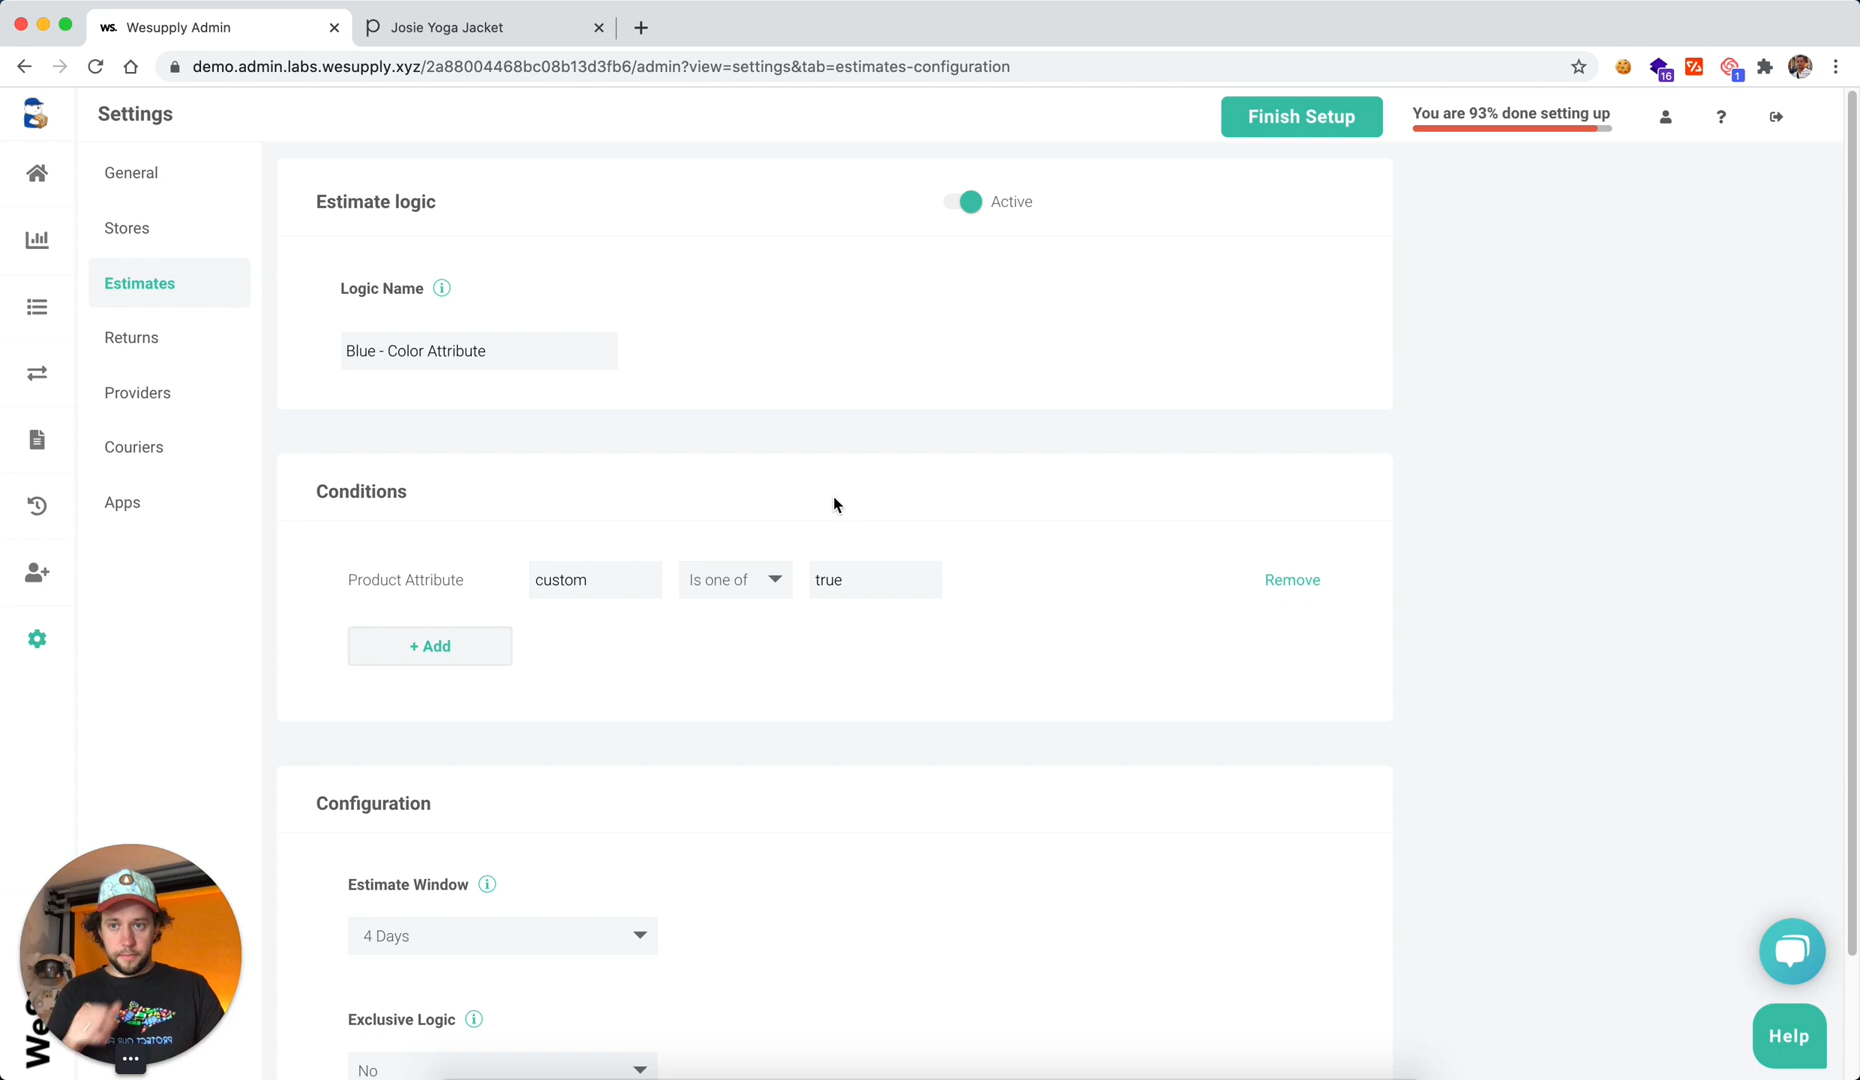 ws. Wesupply Admin
Josie Yoga Jacket
demo.admin.labs.wesupply.xyz/2a88004468bc08b13d3fb6/admin?view=settings&tab=estimates-configuration
16
1
Settings
Finish Setup
You are 93% done setting up
?
General
Stores
Estimates
Returns
Providers
Couriers
Apps
Estimate logic
Active
Logic Name
Blue - Color Attribute
Conditions
Product Attribute
custom
Is one of
true
Remove
+ Add
Configuration
Estimate Window
4 Days
Exclusive Logic
No
Help